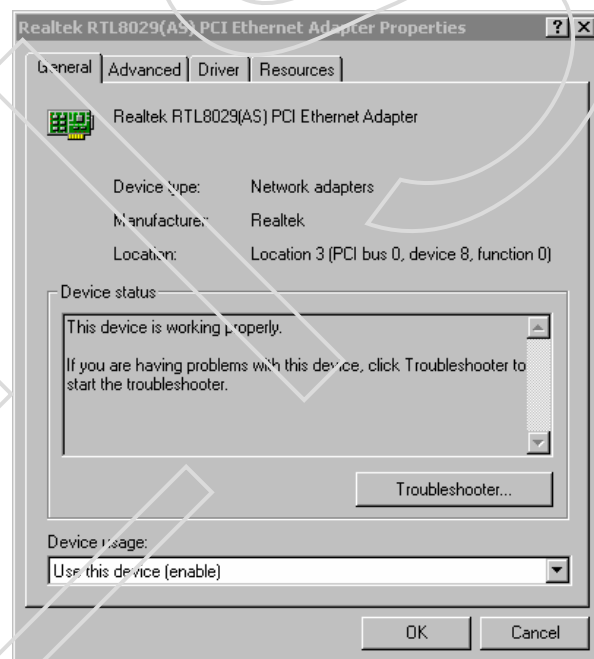 Realtek RTL8029(AS) PCI Ethernet Adapter Properties
General Advanced Driver Resources
Realtek RTL8029(AS) PCI Ethernet Adapter
Device type: Network adapters
Manufacturer: Realtek
Location: Location 3 (PCI bus 0, device 8, function 0)
Device status
This device is working properly.
If you are having problems with this device, click Troubleshooter to
start the troubleshooter.
Troubleshooter...
Device usage:
Use this device (enable)
OK Cancel